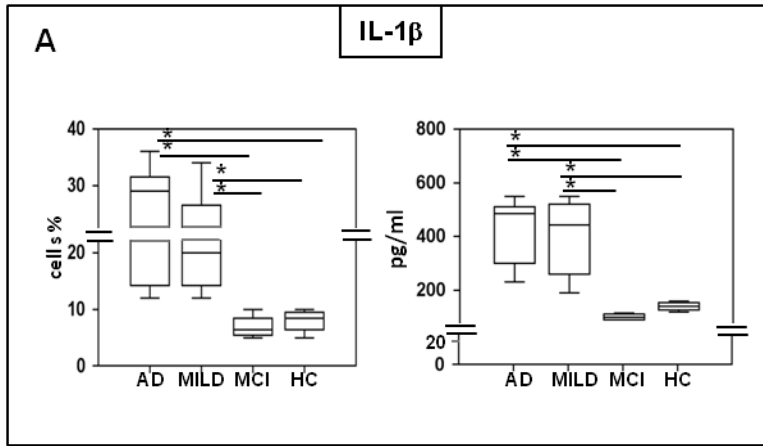 IL-1β
A
cells %
40
30
20
10
0
* *
* *
AD MILD MCI HC
pg/ml
800
600
400
200
20
0
* *
* *
AD MILD MCI HC